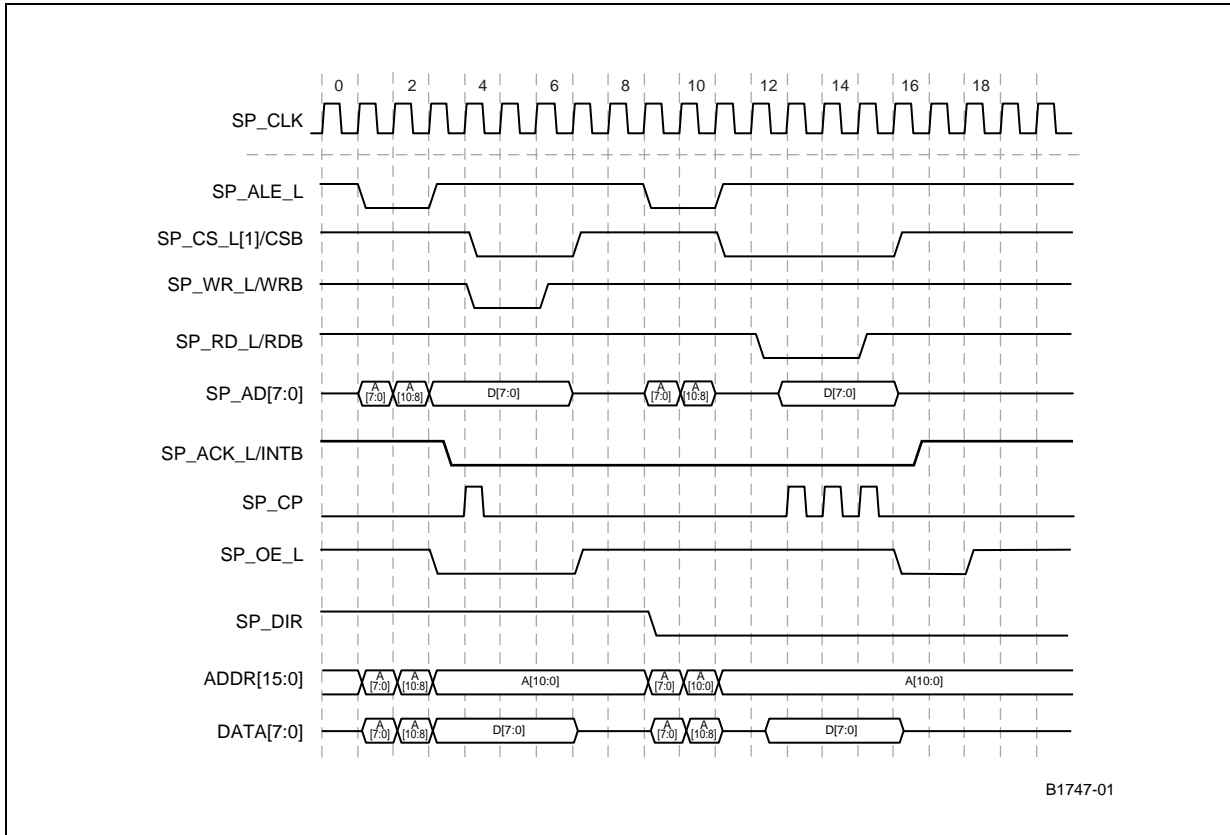 0 2 4 6 8 10 12 14 16 18
SP_CLK
SP_ALE_L
SP_CS_L[1]/CSB
SP_WR_L/WRB
SP_RD_L/RDB
SP_AD[7:0] A [7:0] A [10:8] D[7:0] A [7:0] A [10:8] D[7:0]
SP_ACK_L/INTB
SP_CP
SP_OE_L
SP_DIR
ADDR[15:0] A [7:0] A [10:8] A[10:0] A [7:0] A [10:0] A[10:0]
DATA[7:0] A [7:0] A [10:8] D[7:0] A [7:0] A [10:8] D[7:0]
B1747-01